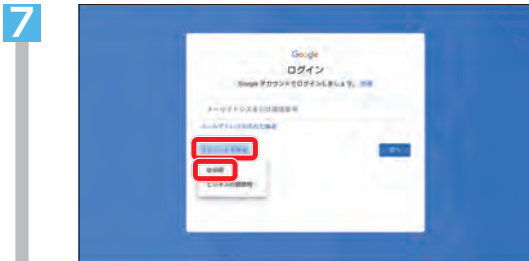 7
Google
ログイン
Google アカウントでログインしましょう。詳細
メールアドレスまたは電話番号
メールアドレスを忘れた場合
アカウントを作成
次へ
自分用
ビジネスの管理用